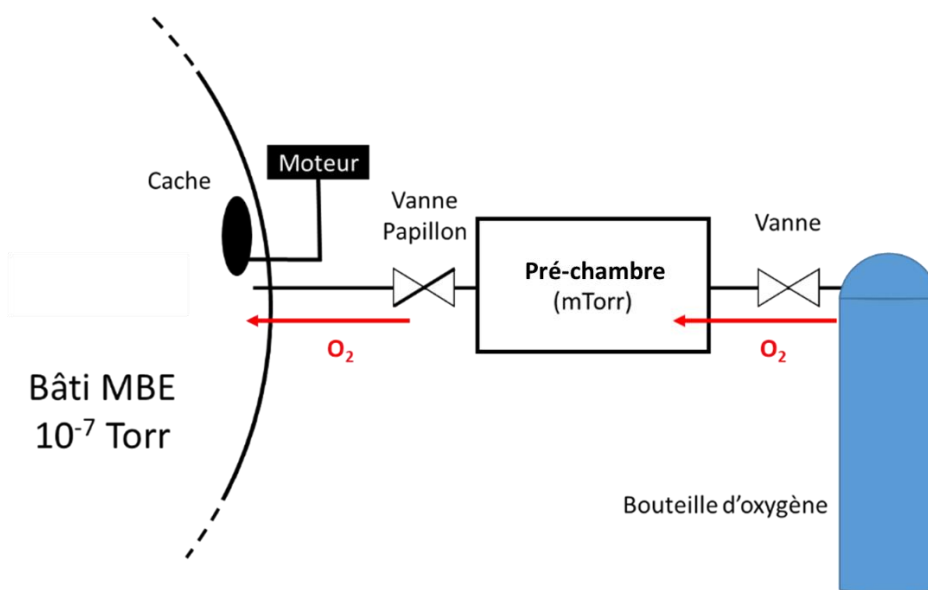 Moteur
Cache
Vanne
Papillon
Vanne
Pré-chambre
(mTorr)
O₂
O₂
Bâti MBE
10⁻⁷ Torr
Bouteille d'oxygène